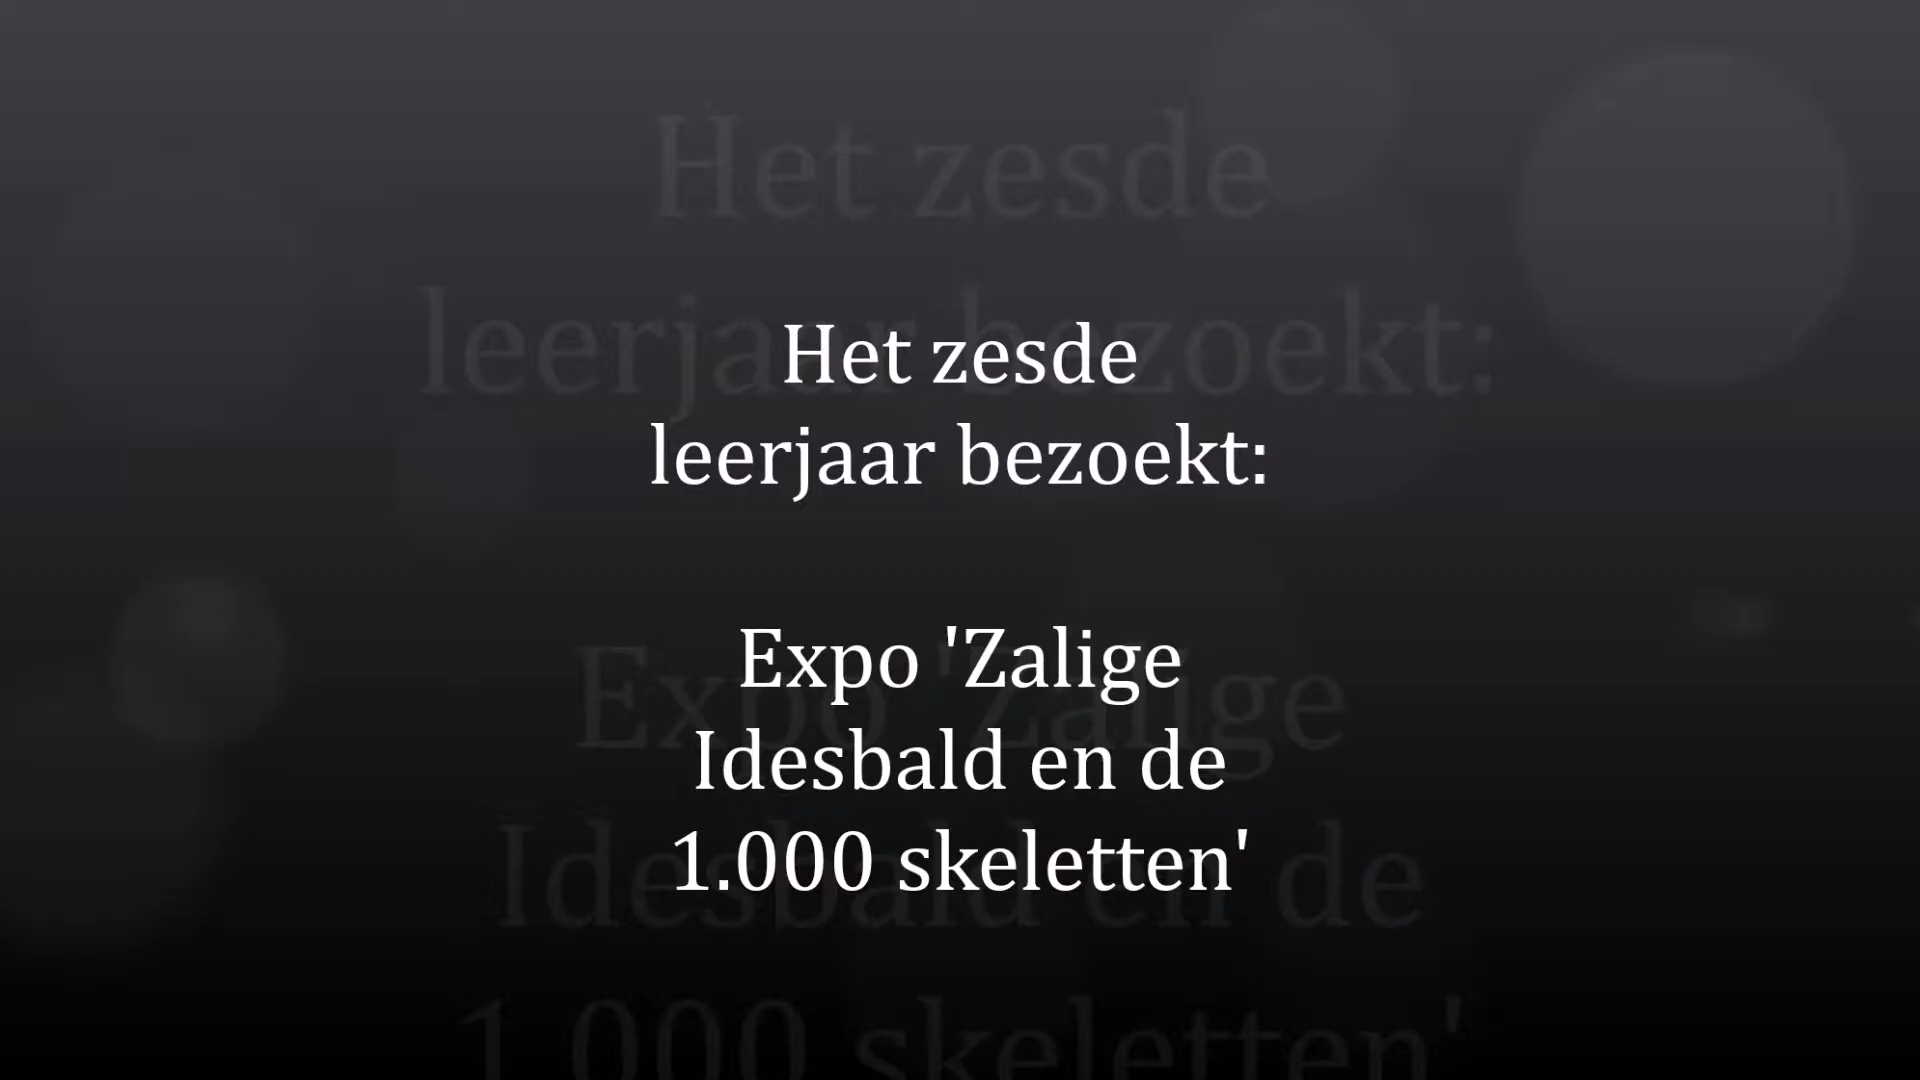 Het zesde
leerjaar bezoekt:
Expo 'Zalige
Idesbald en de
1.000 skeletten'